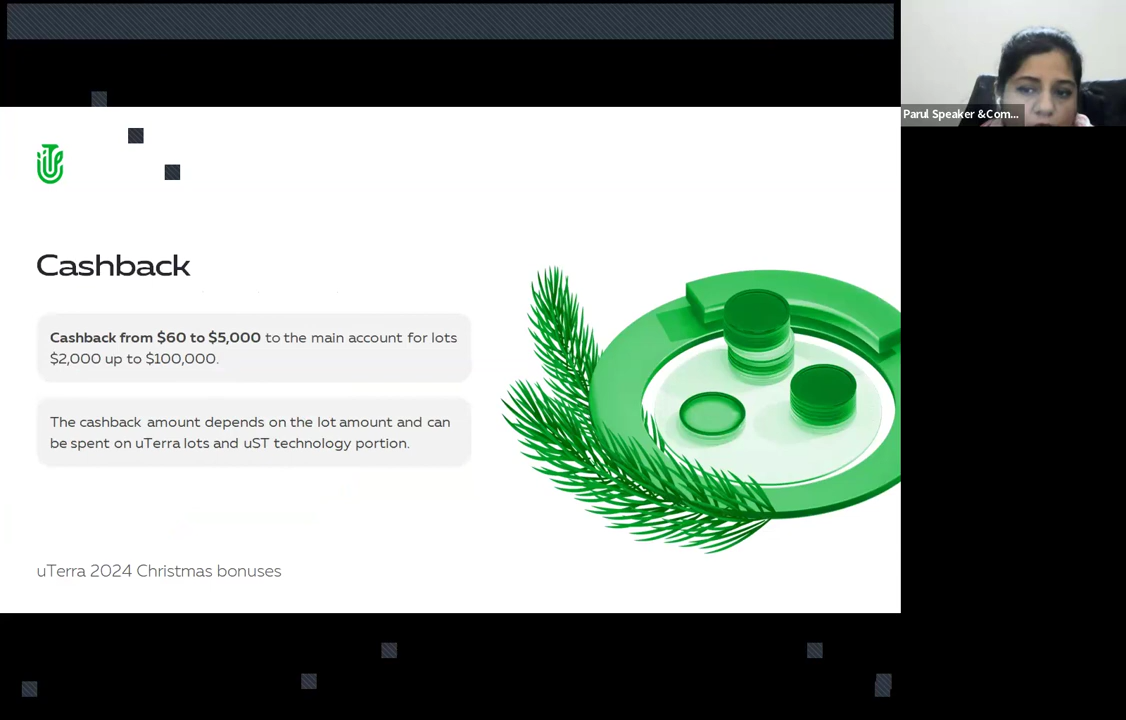 Parul Speaker &Com...
Cashback
Cashback from $60 to $5,000 to the main account for lots
$2,000 up to $100,000.
The cashback amount depends on the lot amount and can
be spent on uTerra lots and uST technology portion.
uTerra 2024 Christmas bonuses